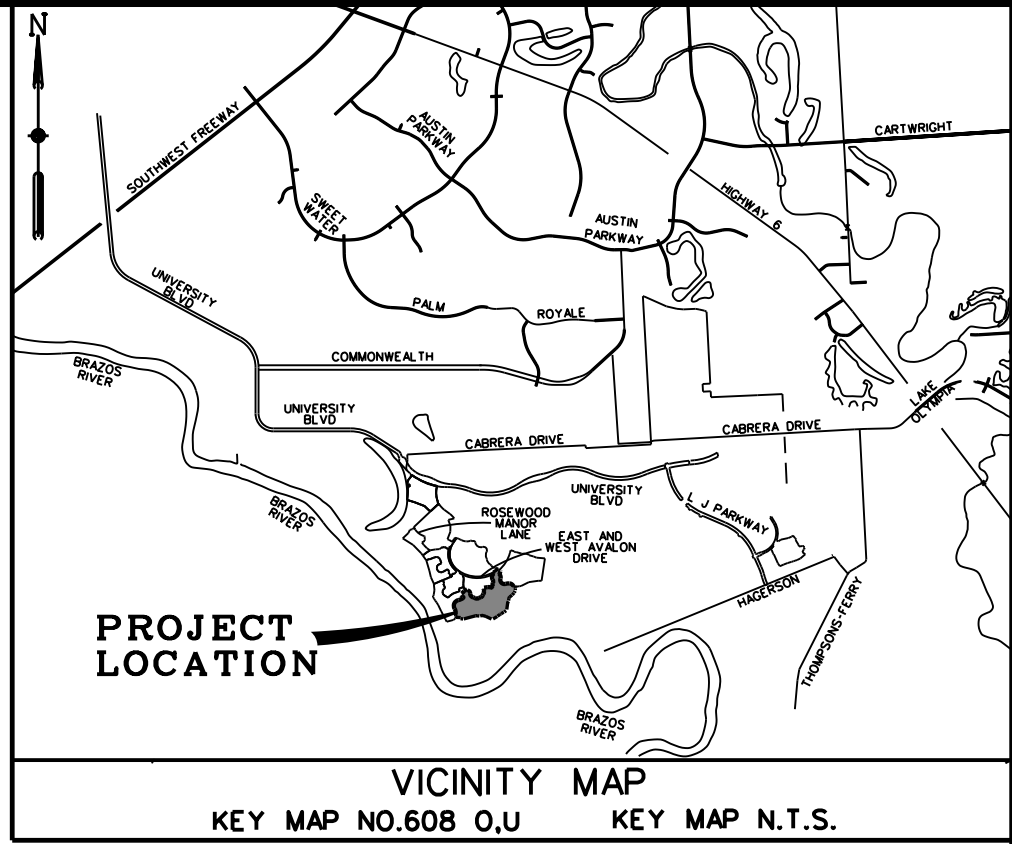 N
SOUTHWEST FREEWAY
AUSTIN
PARKWAY
CARTWRIGHT
SWEET
WATER
HIGHWAY 6
AUSTIN
PARKWAY
UNIVERSITY
BLVD
PALM
ROYALE
COMMONWEALTH
BRAZOS
RIVER
LAKE
OLYMPIA
UNIVERSITY
BLVD
CABRERA DRIVE
CABRERA DRIVE
UNIVERSITY
BLVD
BRAZOS
RIVER
ROSEWOOD
MANOR
LANE
L J PARKWAY
EAST AND
WEST AVALON
DRIVE
HAGERSON
THOMPSONS-FERRY
PROJECT
LOCATION
BRAZOS
RIVER
VICINITY MAP
KEY MAP NO.608 O,U KEY MAP N.T.S.